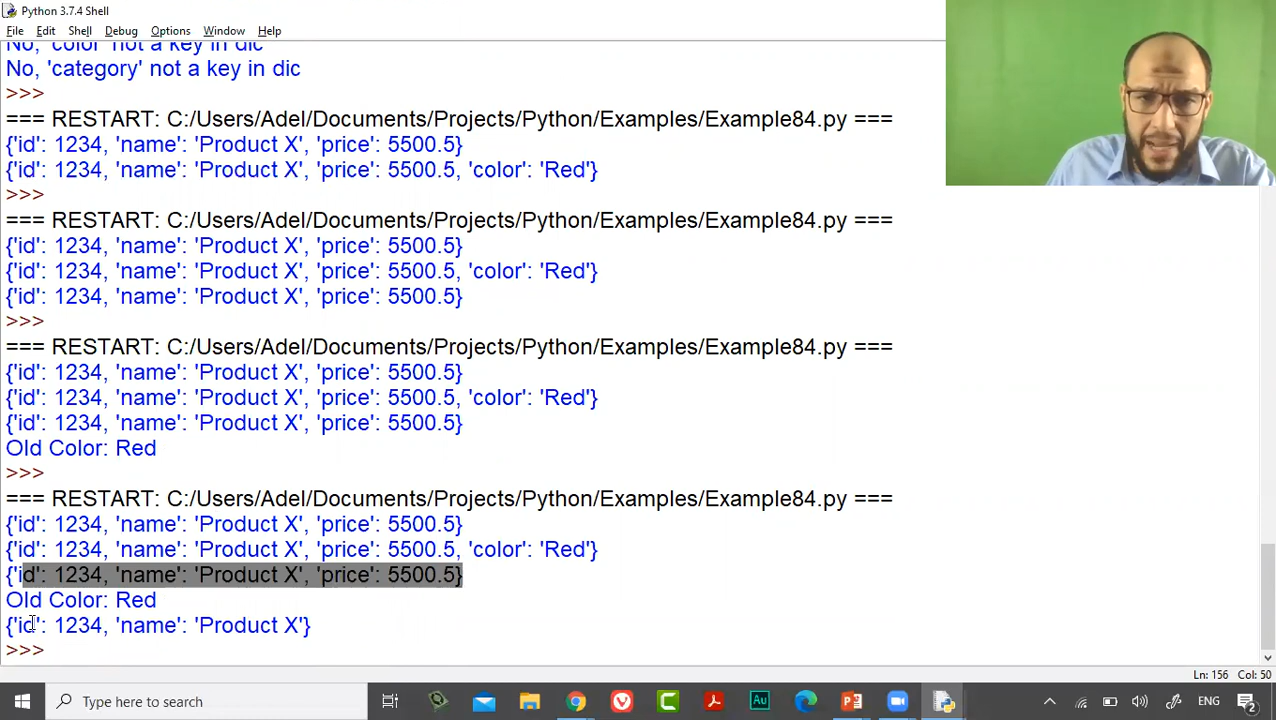 Python 3.7.4 Shell
File Edit Shell Debug Options Window Help
No, 'color' not a key in dic
No, 'category' not a key in dic
>>>
=== RESTART: C:/Users/Adel/Documents/Projects/Python/Examples/Example84.py ===
{'id': 1234, 'name': 'Product X', 'price': 5500.5}
{'id': 1234, 'name': 'Product X', 'price': 5500.5, 'color': 'Red'}
>>>
=== RESTART: C:/Users/Adel/Documents/Projects/Python/Examples/Example84.py ===
{'id': 1234, 'name': 'Product X', 'price': 5500.5}
{'id': 1234, 'name': 'Product X', 'price': 5500.5, 'color': 'Red'}
{'id': 1234, 'name': 'Product X', 'price': 5500.5}
>>>
=== RESTART: C:/Users/Adel/Documents/Projects/Python/Examples/Example84.py ===
{'id': 1234, 'name': 'Product X', 'price': 5500.5}
{'id': 1234, 'name': 'Product X', 'price': 5500.5, 'color': 'Red'}
{'id': 1234, 'name': 'Product X', 'price': 5500.5}
Old Color: Red
>>>
=== RESTART: C:/Users/Adel/Documents/Projects/Python/Examples/Example84.py ===
{'id': 1234, 'name': 'Product X', 'price': 5500.5}
{'id': 1234, 'name': 'Product X', 'price': 5500.5, 'color': 'Red'}
{'id': 1234, 'name': 'Product X', 'price': 5500.5}
Old Color: Red
{'id': 1234, 'name': 'Product X'}
>>>
Ln: 156 Col: 50
Type here to search
Au
ENG
2